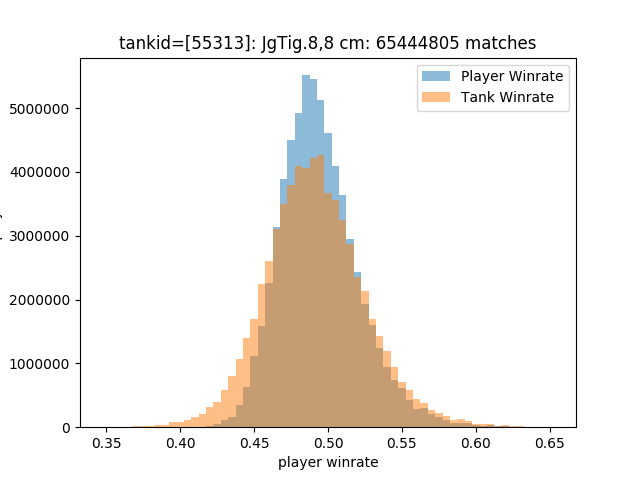 tankid=[55313]: JgTig.8,8 cm: 65444805 matches
Player Winrate
Tank Winrate
5000000
4000000
3000000
2000000
1000000
0
0.35 0.40 0.45 0.50 0.55 0.60 0.65
player winrate